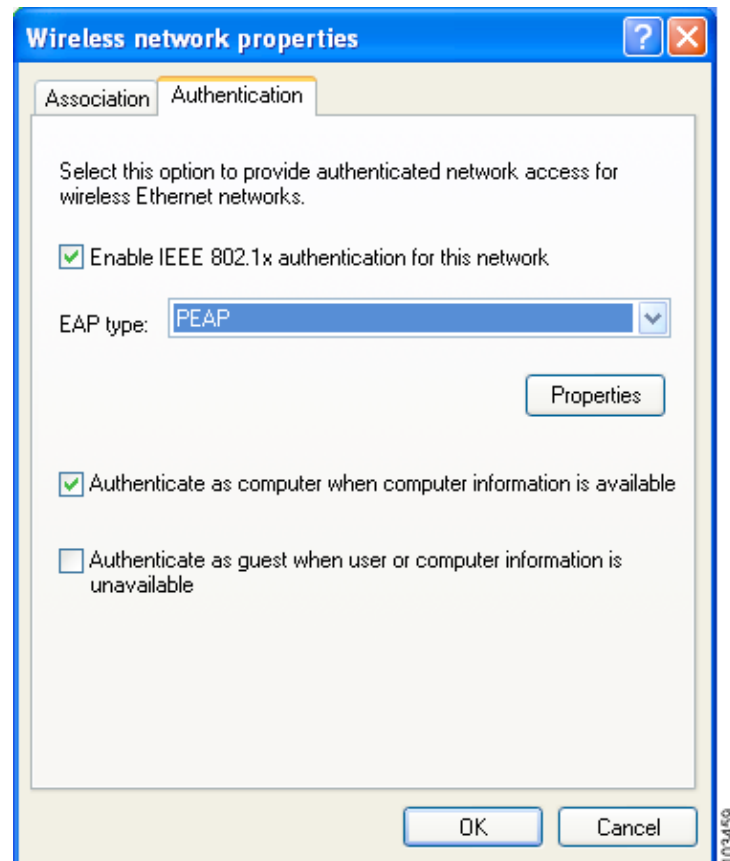 Wireless network properties
Association
Authentication
Select this option to provide authenticated network access for
wireless Ethernet networks.
Enable IEEE 802.1x authentication for this network
EAP type:
PEAP
Properties
Authenticate as computer when computer information is available
Authenticate as guest when user or computer information is
unavailable
OK
Cancel
103459